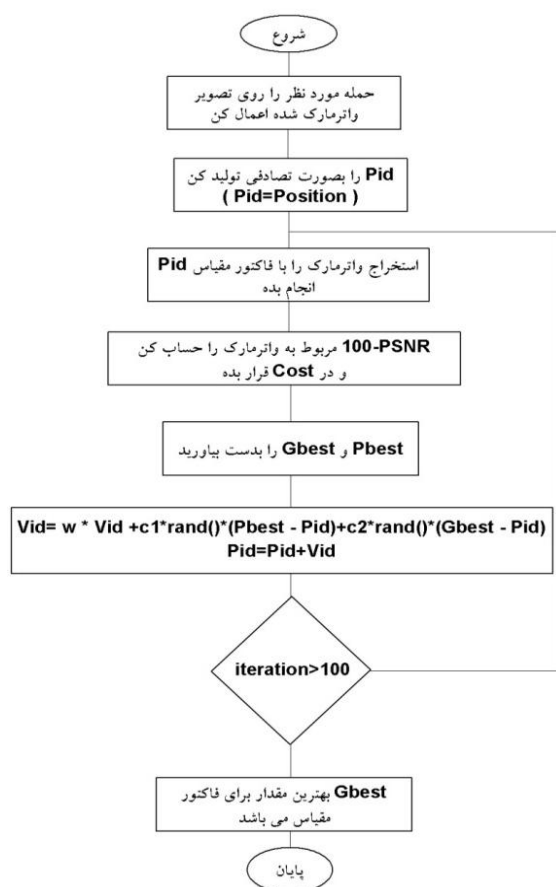 شروع
حمله مورد نظر را روی تصویر
واترمارک شده اعمال کن
Pid را بصورت تصادفی تولید کن
( Pid=Position )
استخراج واترمارک را با فاکتور مقیاس Pid
انجام بده
100-PSNR مربوط به واترمارک را حساب کن
و در Cost قرار بده
Pbest و Gbest را بدست بیاورید
Vid= w * Vid +c1*rand()*(Pbest - Pid)+c2*rand()*(Gbest - Pid)
Pid=Pid+Vid
iteration>100
Gbest بهترین مقدار برای فاکتور
مقیاس می باشد
پایان